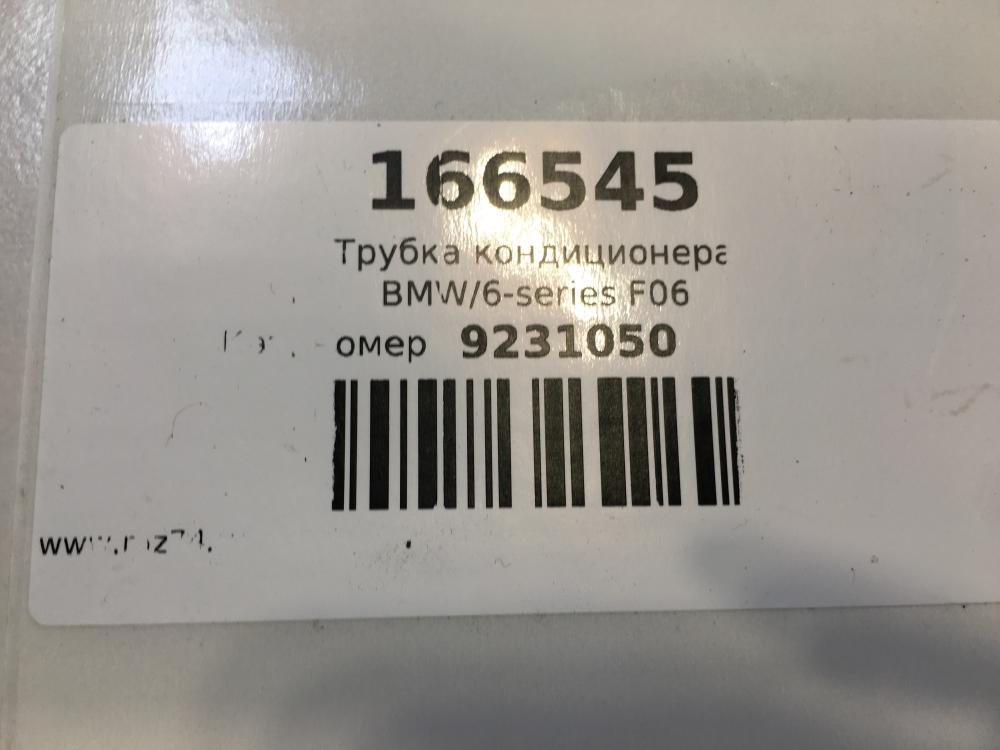 166545
Трубка кондиционера
BMW/6-series F06
омер 9231050